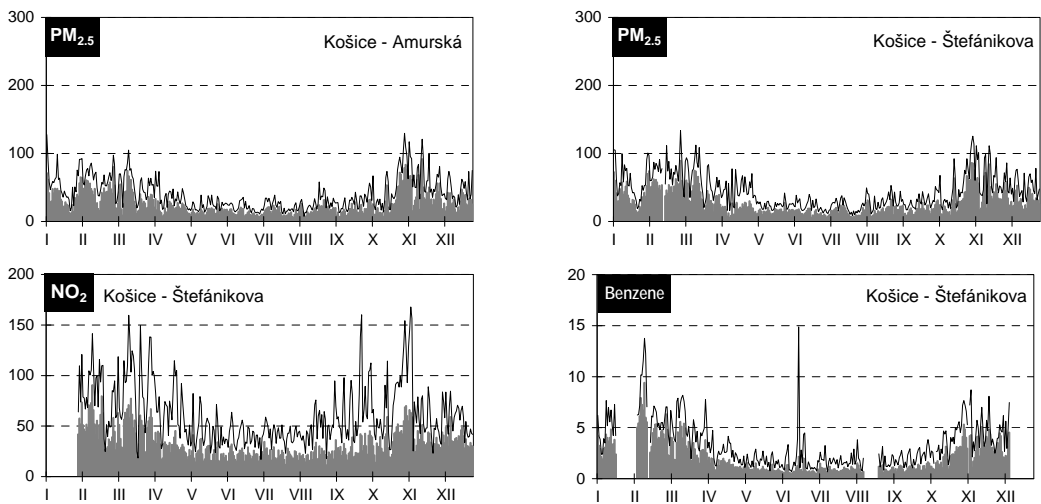 PM2.5
Košice - Amurská
300
200
100
0
I II III IV V VI VII VIII IX X XI XII
PM2.5
Košice - Štefánikova
300
200
100
0
I II III IV V VI VII VIII IX X XI XII
NO2
Košice - Štefánikova
200
150
100
50
0
I II III IV V VI VII VIII IX X XI XII
Benzene
Košice - Štefánikova
20
15
10
5
0
I II III IV V VI VII VIII IX X XI XII